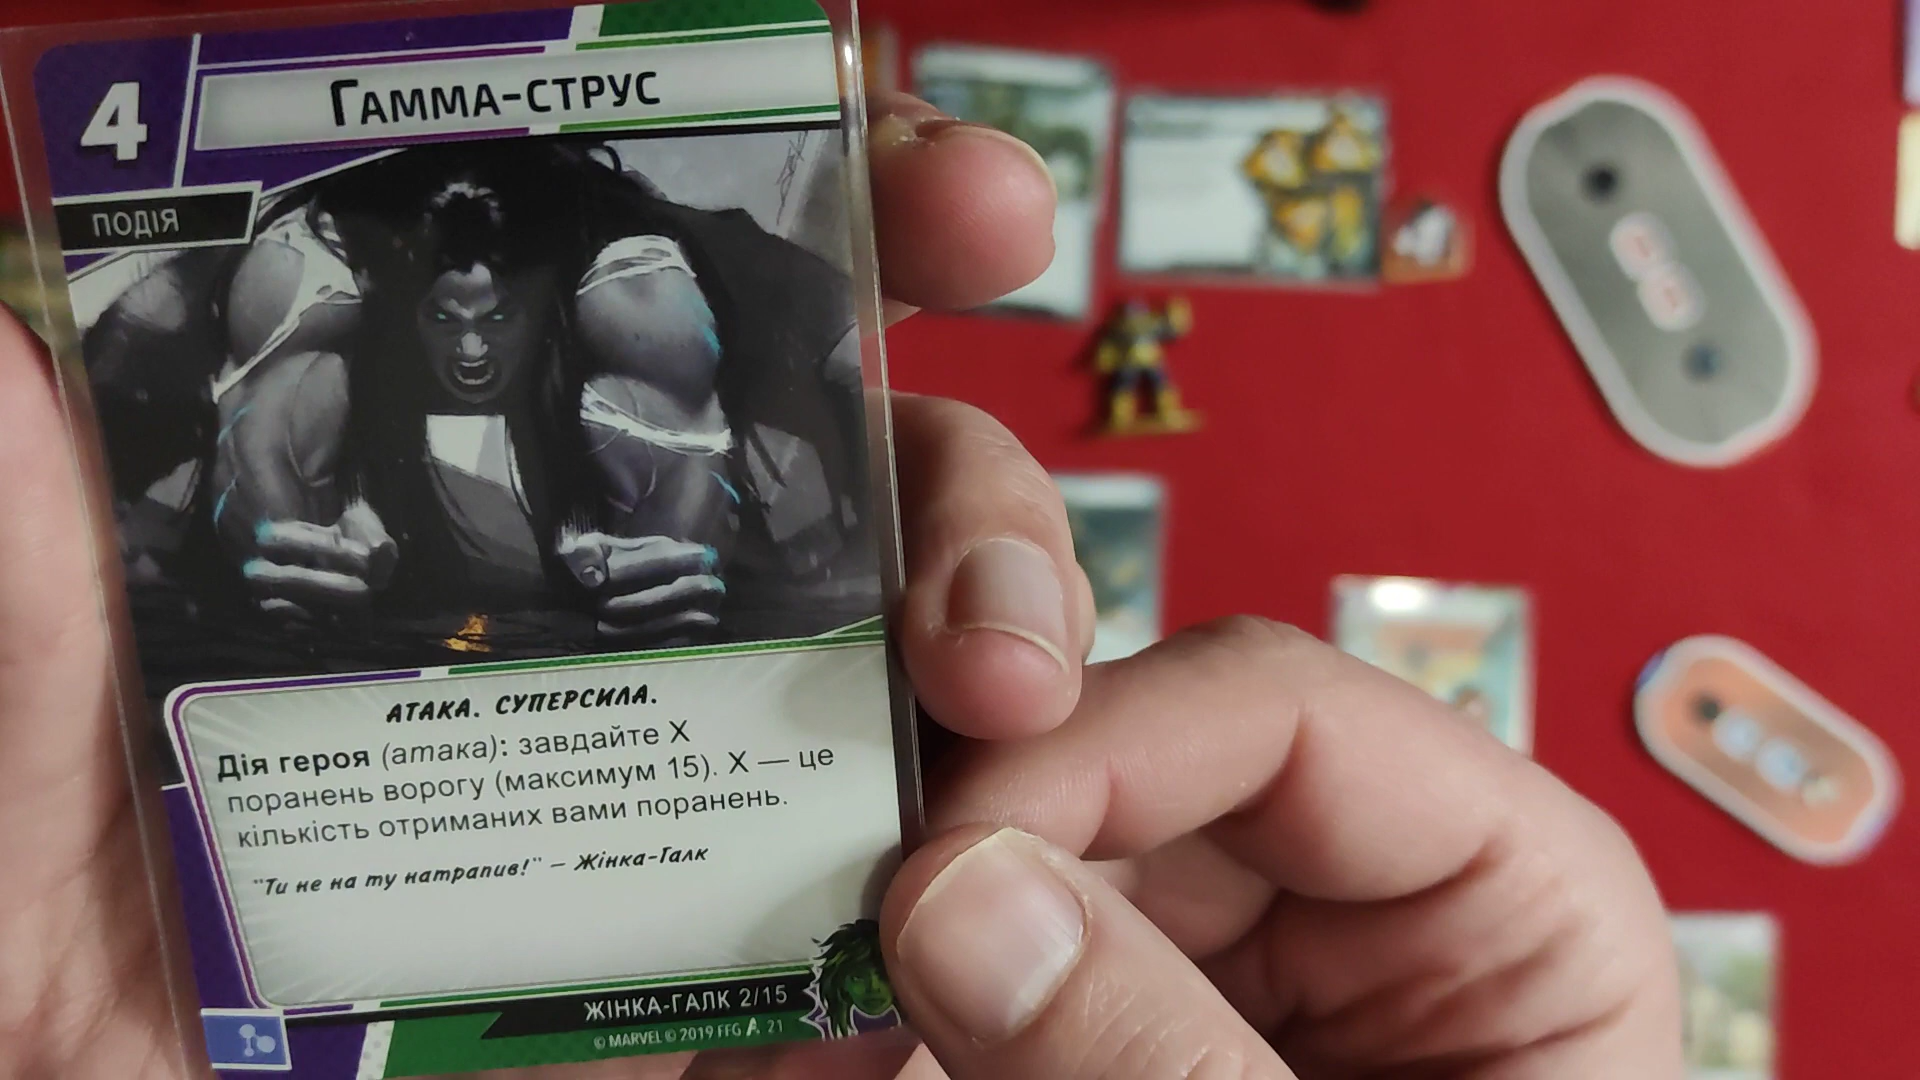 4
ГАММА-СТРУС
ПОДІЯ
АТАКА. СУПЕРСИЛА.
Дія героя (атака): завдайте X
поранень ворогу (максимум 15). X — це
кількість отриманих вами поранень.
"Ти не на ту натрапив!" – Жінка-Галк
ЖІНКА-ГАЛК 2/15
© MARVEL © 2019 FFG A 21